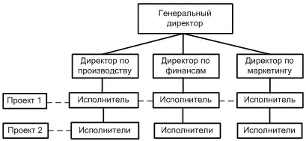 Генеральный
директор
Директор по
производству
Директор по
финансам
Директор по
маркетингу
Проект 1
Исполнитель
Исполнитель
Исполнитель
Проект 2
Исполнители
Исполнители
Исполнители